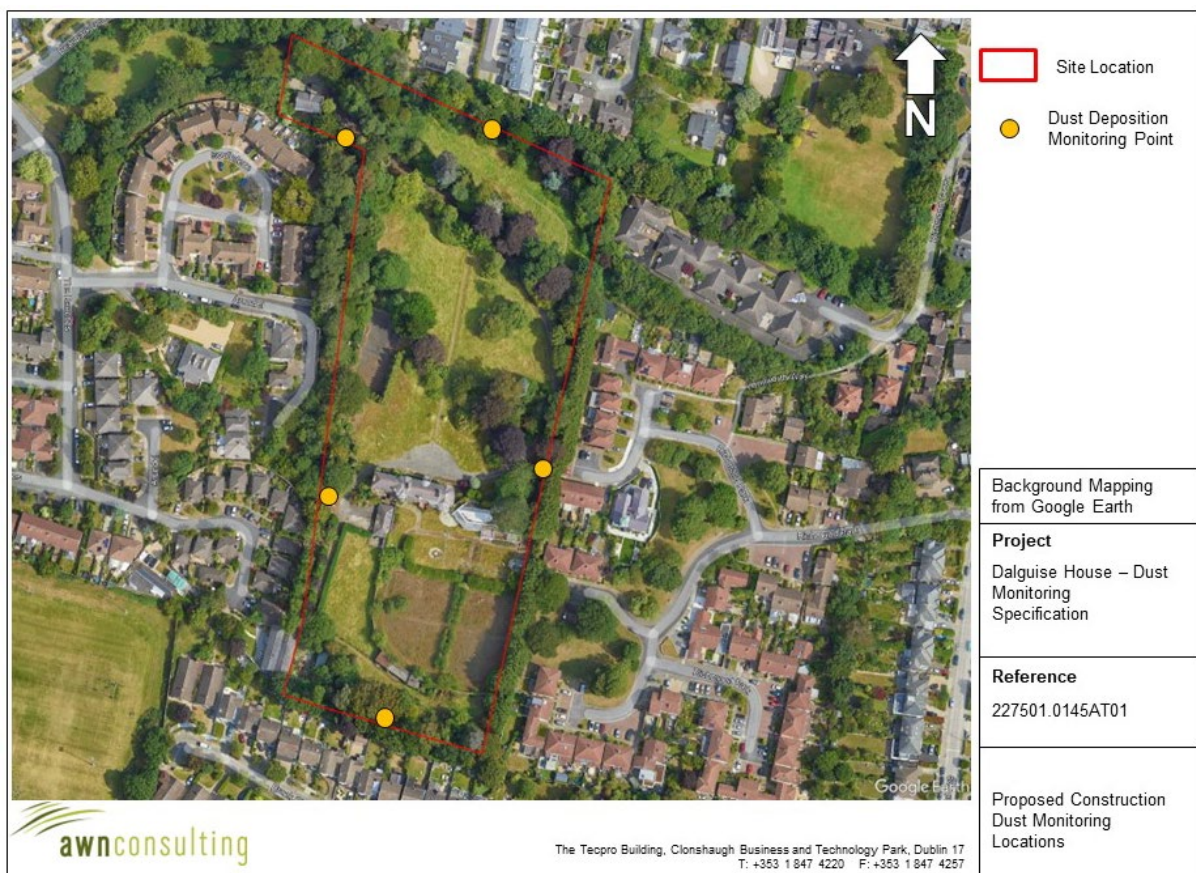 N
Google Earth
Site Location
Dust Deposition
Monitoring Point
Background Mapping
from Google Earth
Project
Dalguise House – Dust
Monitoring
Specification
Reference
227501.0145AT01
Proposed Construction
Dust Monitoring
Locations
awnconsulting
The Tecpro Building, Clonshaugh Business and Technology Park, Dublin 17
T: +353 1 847 4220 F: +353 1 847 4257